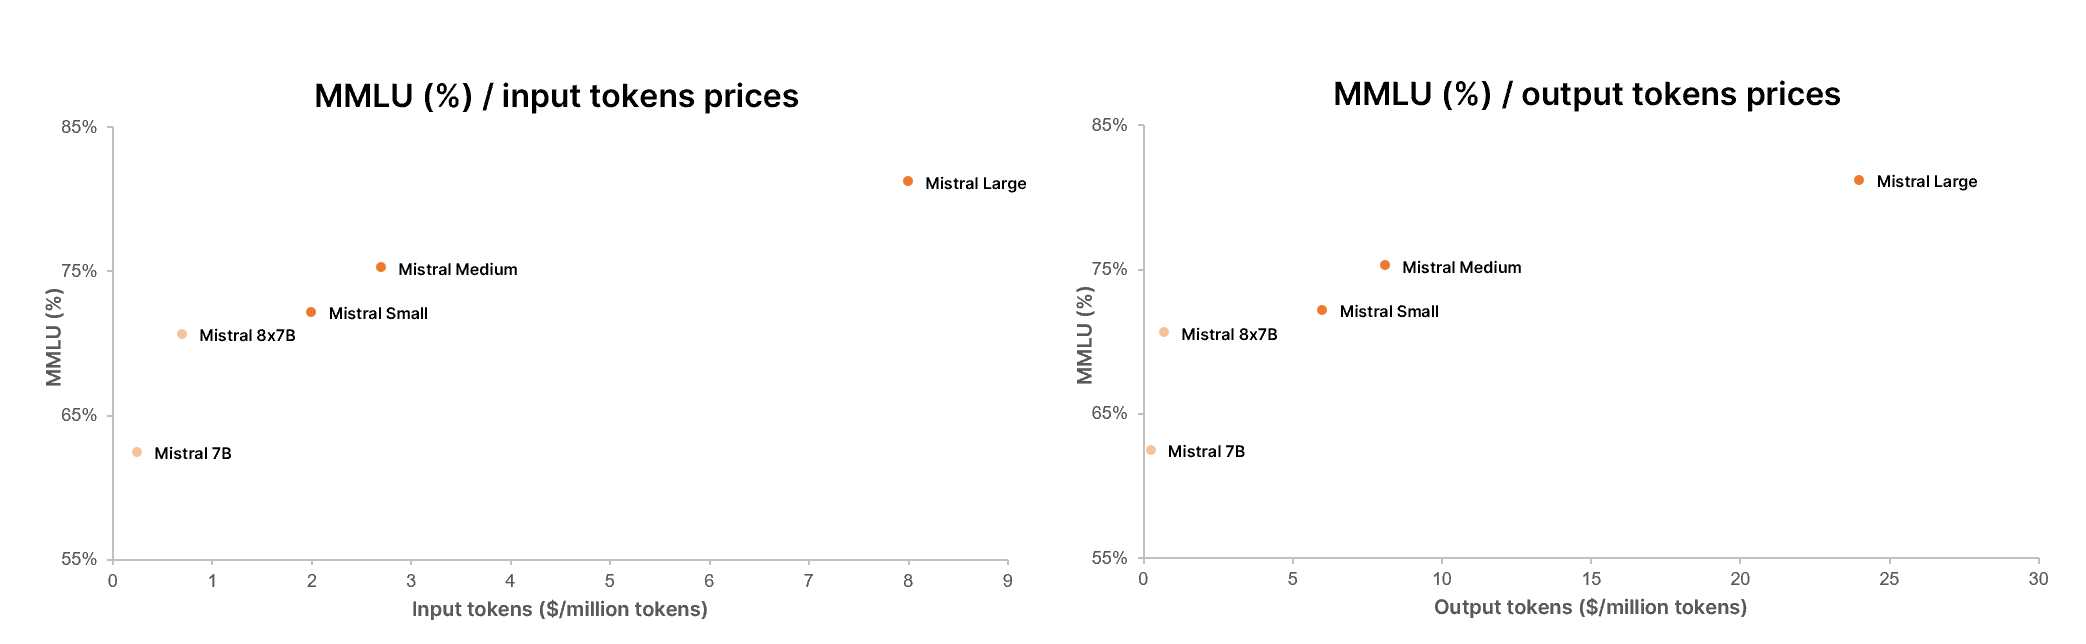 MMLU (%) / input tokens prices
85%
75%
65%
55%
MMLU (%)
Mistral Large
Mistral Medium
Mistral Small
Mistral 8x7B
Mistral 7B
0 1 2 3 4 5 6 7 8 9
Input tokens ($/million tokens)
MMLU (%) / output tokens prices
85%
75%
65%
55%
MMLU (%)
Mistral Large
Mistral Medium
Mistral Small
Mistral 8x7B
Mistral 7B
0 5 10 15 20 25 30
Output tokens ($/million tokens)